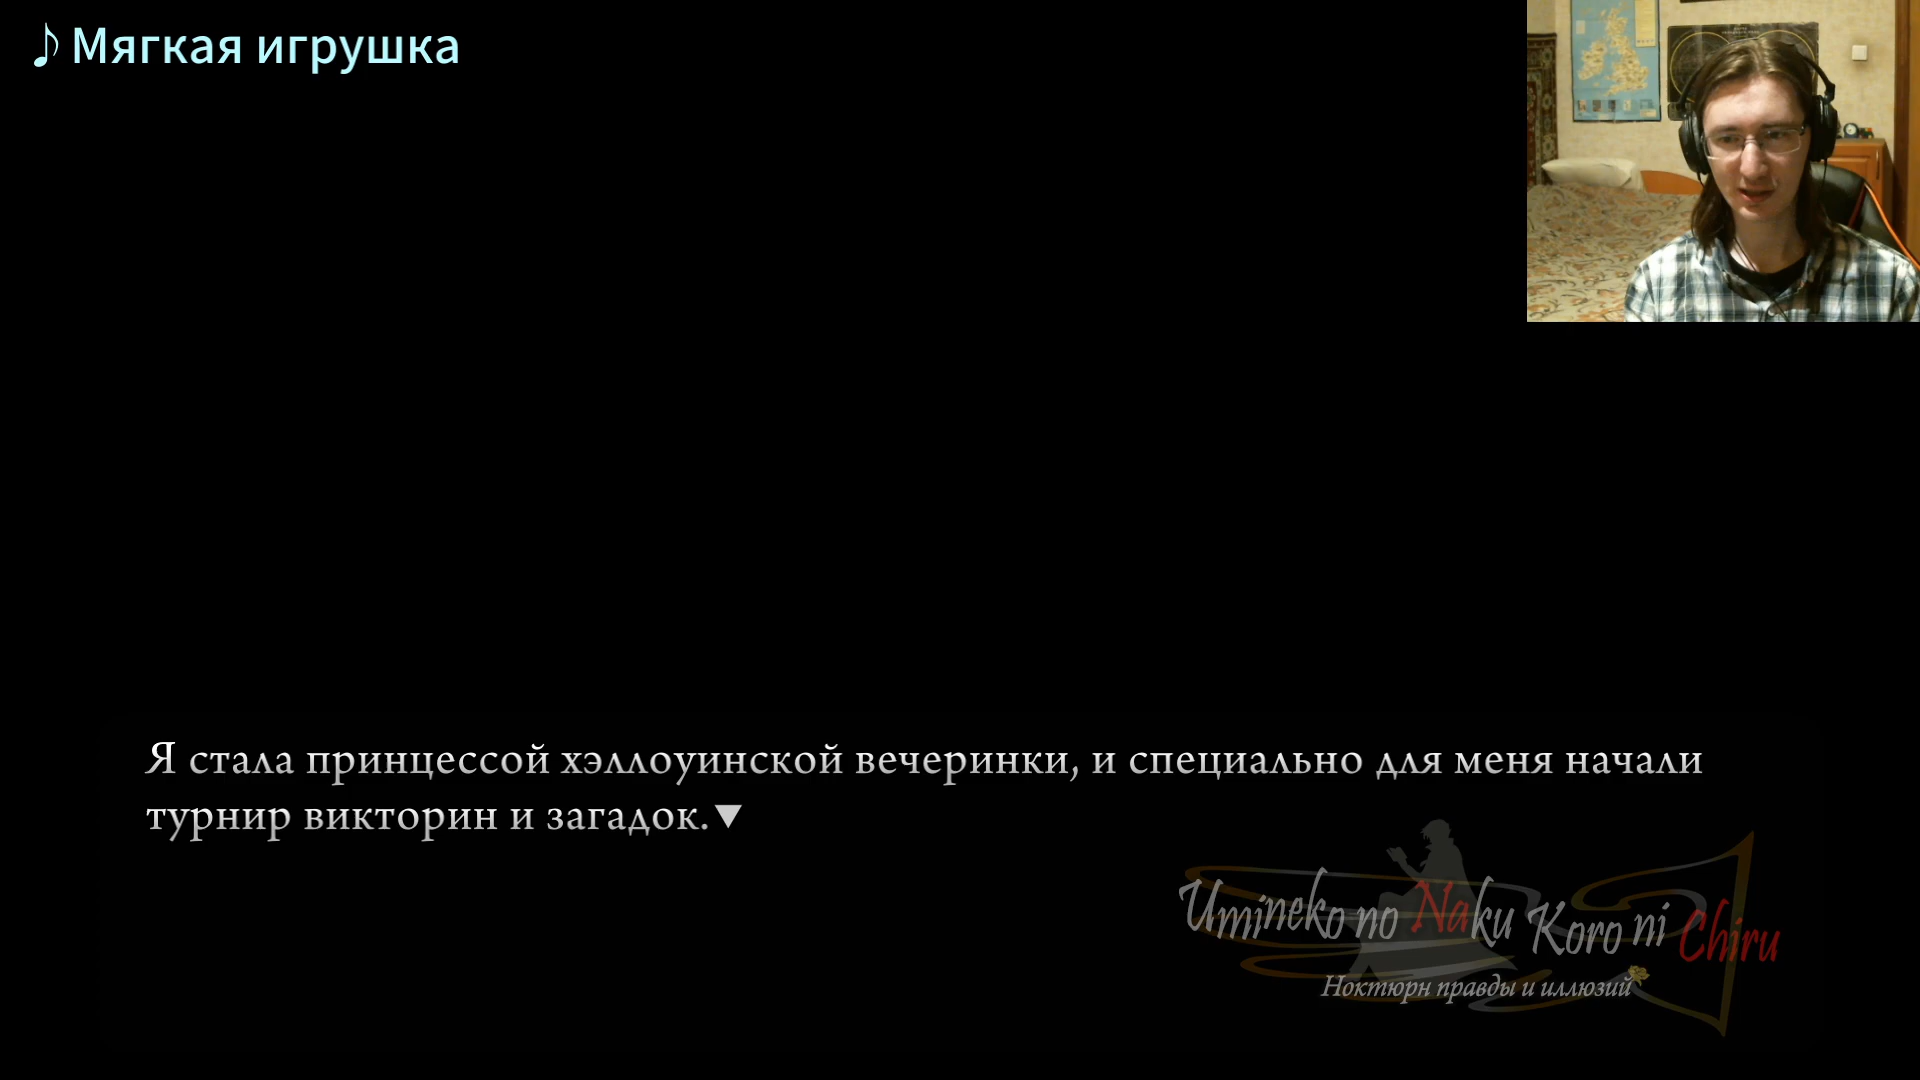 ♪ Мягкая игрушка
Я стала принцессой хэллоуинской вечеринки, и специально для меня начали
турнир викторин и загадок.▼
Umineko no Naku Koro ni Chiru
Ноктюрн правды и иллюзий